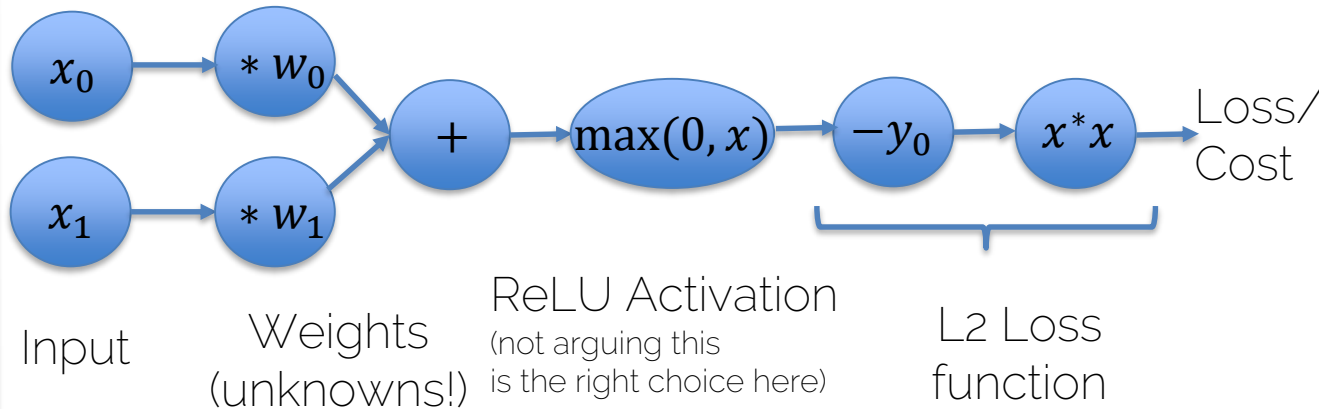 x₀
* w₀
x₁
* w₁
+
max(0, x)
−y₀
x*x
Loss/
Cost
Input
Weights
(unknowns!)
ReLU Activation
(not arguing this
is the right choice here)
L2 Loss
function